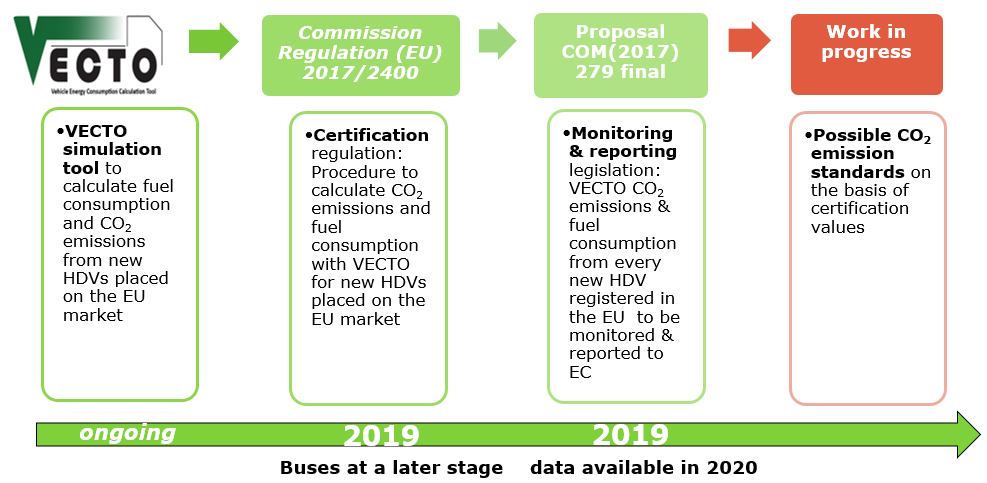 VECTO
Vehicle Energy Consumption Calculation Tool
•VECTO
simulation
tool to
calculate fuel
consumption
and CO₂
emissions
from new
HDVs placed
on the EU
market
Commission
Regulation (EU)
2017/2400
•Certification
regulation:
Procedure to
calculate CO₂
emissions and
fuel
consumption
with VECTO
for new HDVs
placed on the
EU market
Proposal
COM(2017)
279 final
•Monitoring
& reporting
legislation:
VECTO CO₂
emissions &
fuel
consumption
from every
new HDV
registered in
the EU  to be
monitored &
reported to
EC
Work in
progress
•Possible CO₂
emission
standards on
the basis of
certification
values
ongoing
2019
2019
Buses at a later stage
data available in 2020